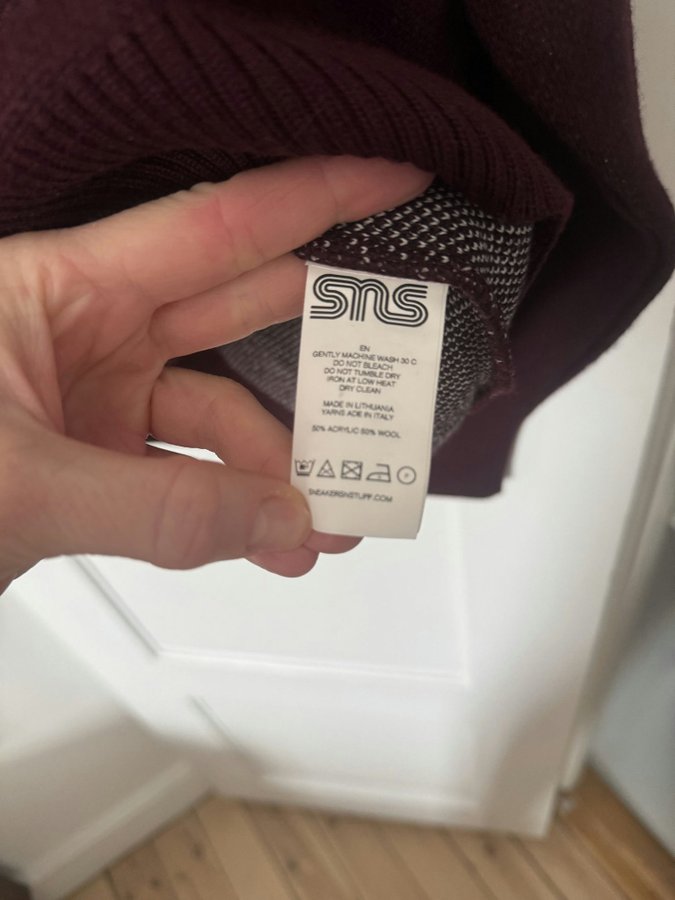 sns
EN
GENTLY MACHINE WASH 30 C
DO NOT BLEACH
DO NOT TUMBLE DRY
IRON AT LOW HEAT
DRY CLEAN
MADE IN LITHUANIA
YARNS ADE IN ITALY
50% ACRYLIC 50% WOOL
SNEAKERSNSTUFF.COM